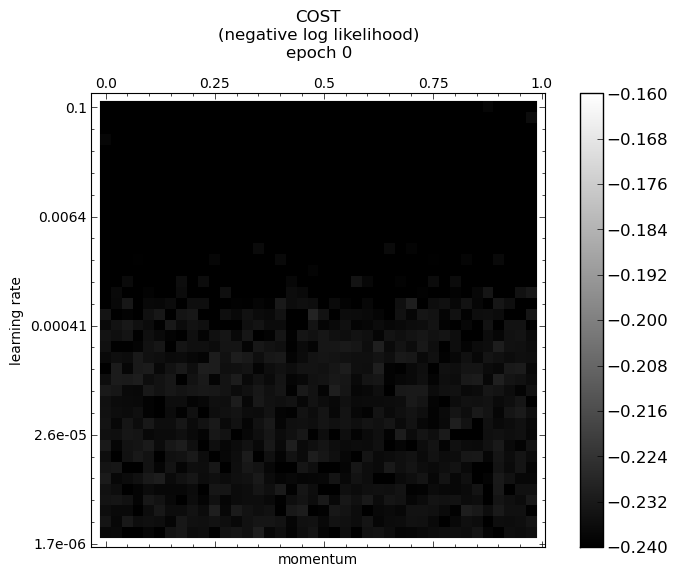 COST
(negative log likelihood)
epoch 0
0.0 0.25 0.5 0.75 1.0
0.1
0.0064
0.00041
2.6e-05
1.7e-06
learning rate
momentum
−0.160
−0.168
−0.176
−0.184
−0.192
−0.200
−0.208
−0.216
−0.224
−0.232
−0.240